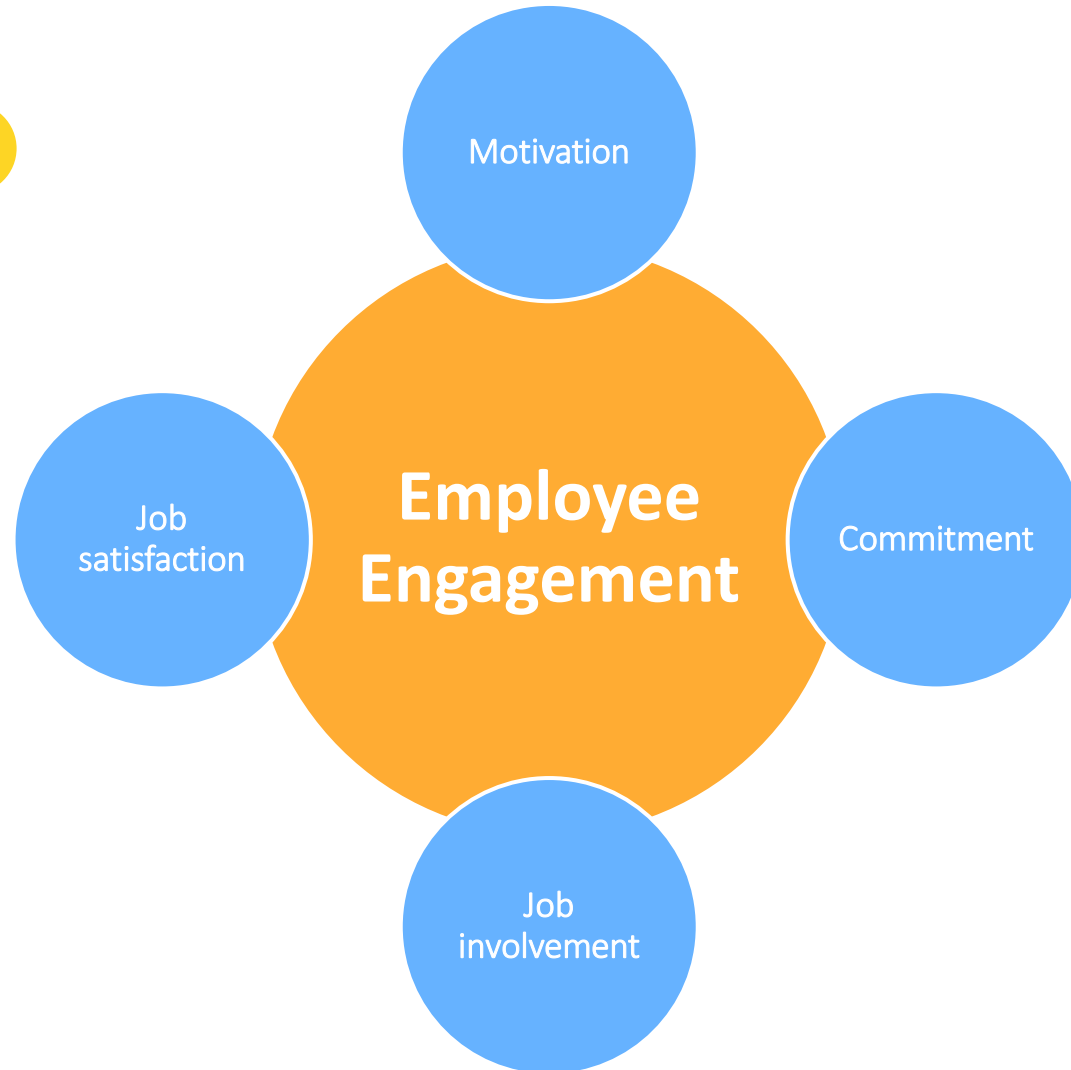 Motivation
Employee
Engagement
Job
satisfaction
Commitment
Job
involvement